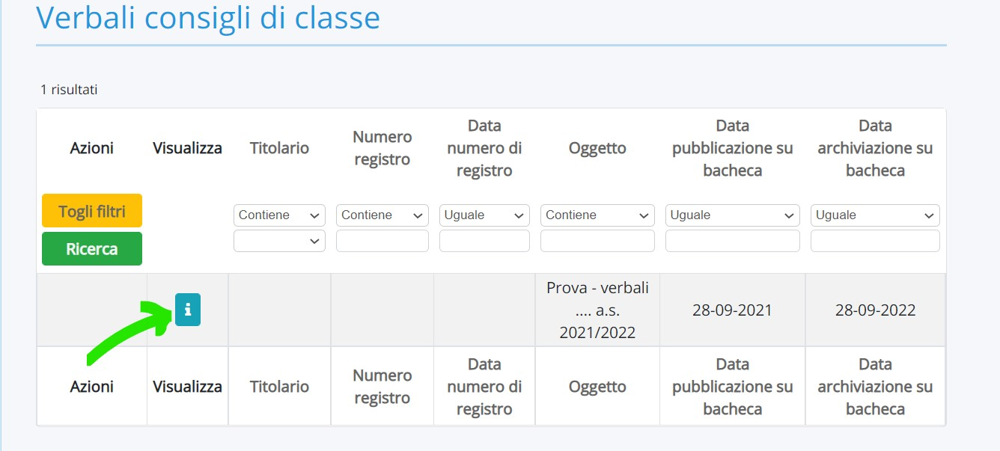 Verbali consigli di classe
1 risultati
Azioni Visualizza Titolario Numero registro Data numero di registro Oggetto Data pubblicazione su bacheca Data archiviazione su bacheca
Togli filtri
Contiene Contiene Uguale Contiene Uguale Uguale
Ricerca
i
Prova - verbali
.... a.s.
2021/2022
28-09-2021 28-09-2022
Azioni Visualizza Titolario Numero registro Data numero di registro Oggetto Data pubblicazione su bacheca Data archiviazione su bacheca